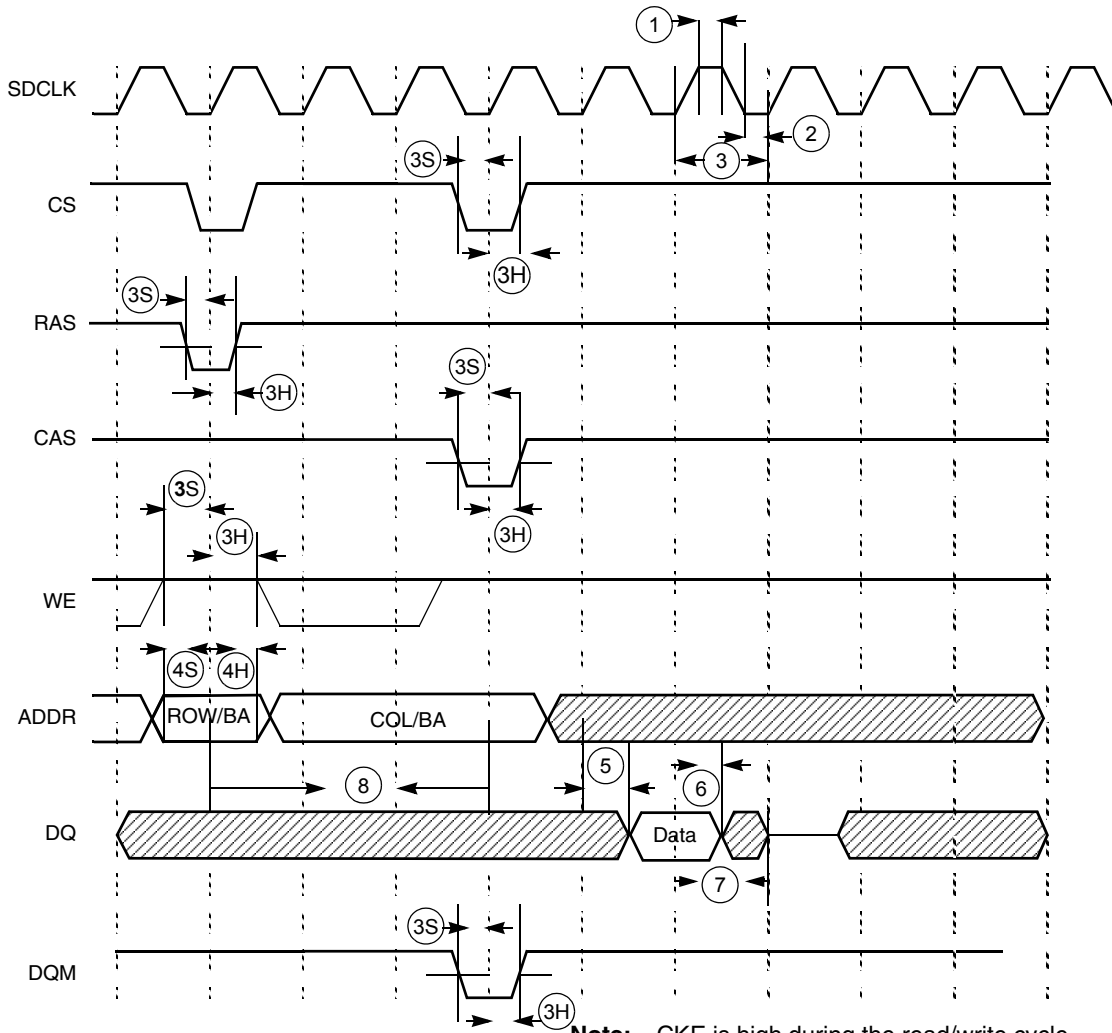 1
SDCLK
2
3
3S
CS
3H
3S
RAS
3S
3H
CAS
3S
3H
3H
WE
4S 4H
ADDR ROW/BA COL/BA
5
8 6
DQ Data
7
3S
DQM
3H
Note: CKE is high during the read/write cycle